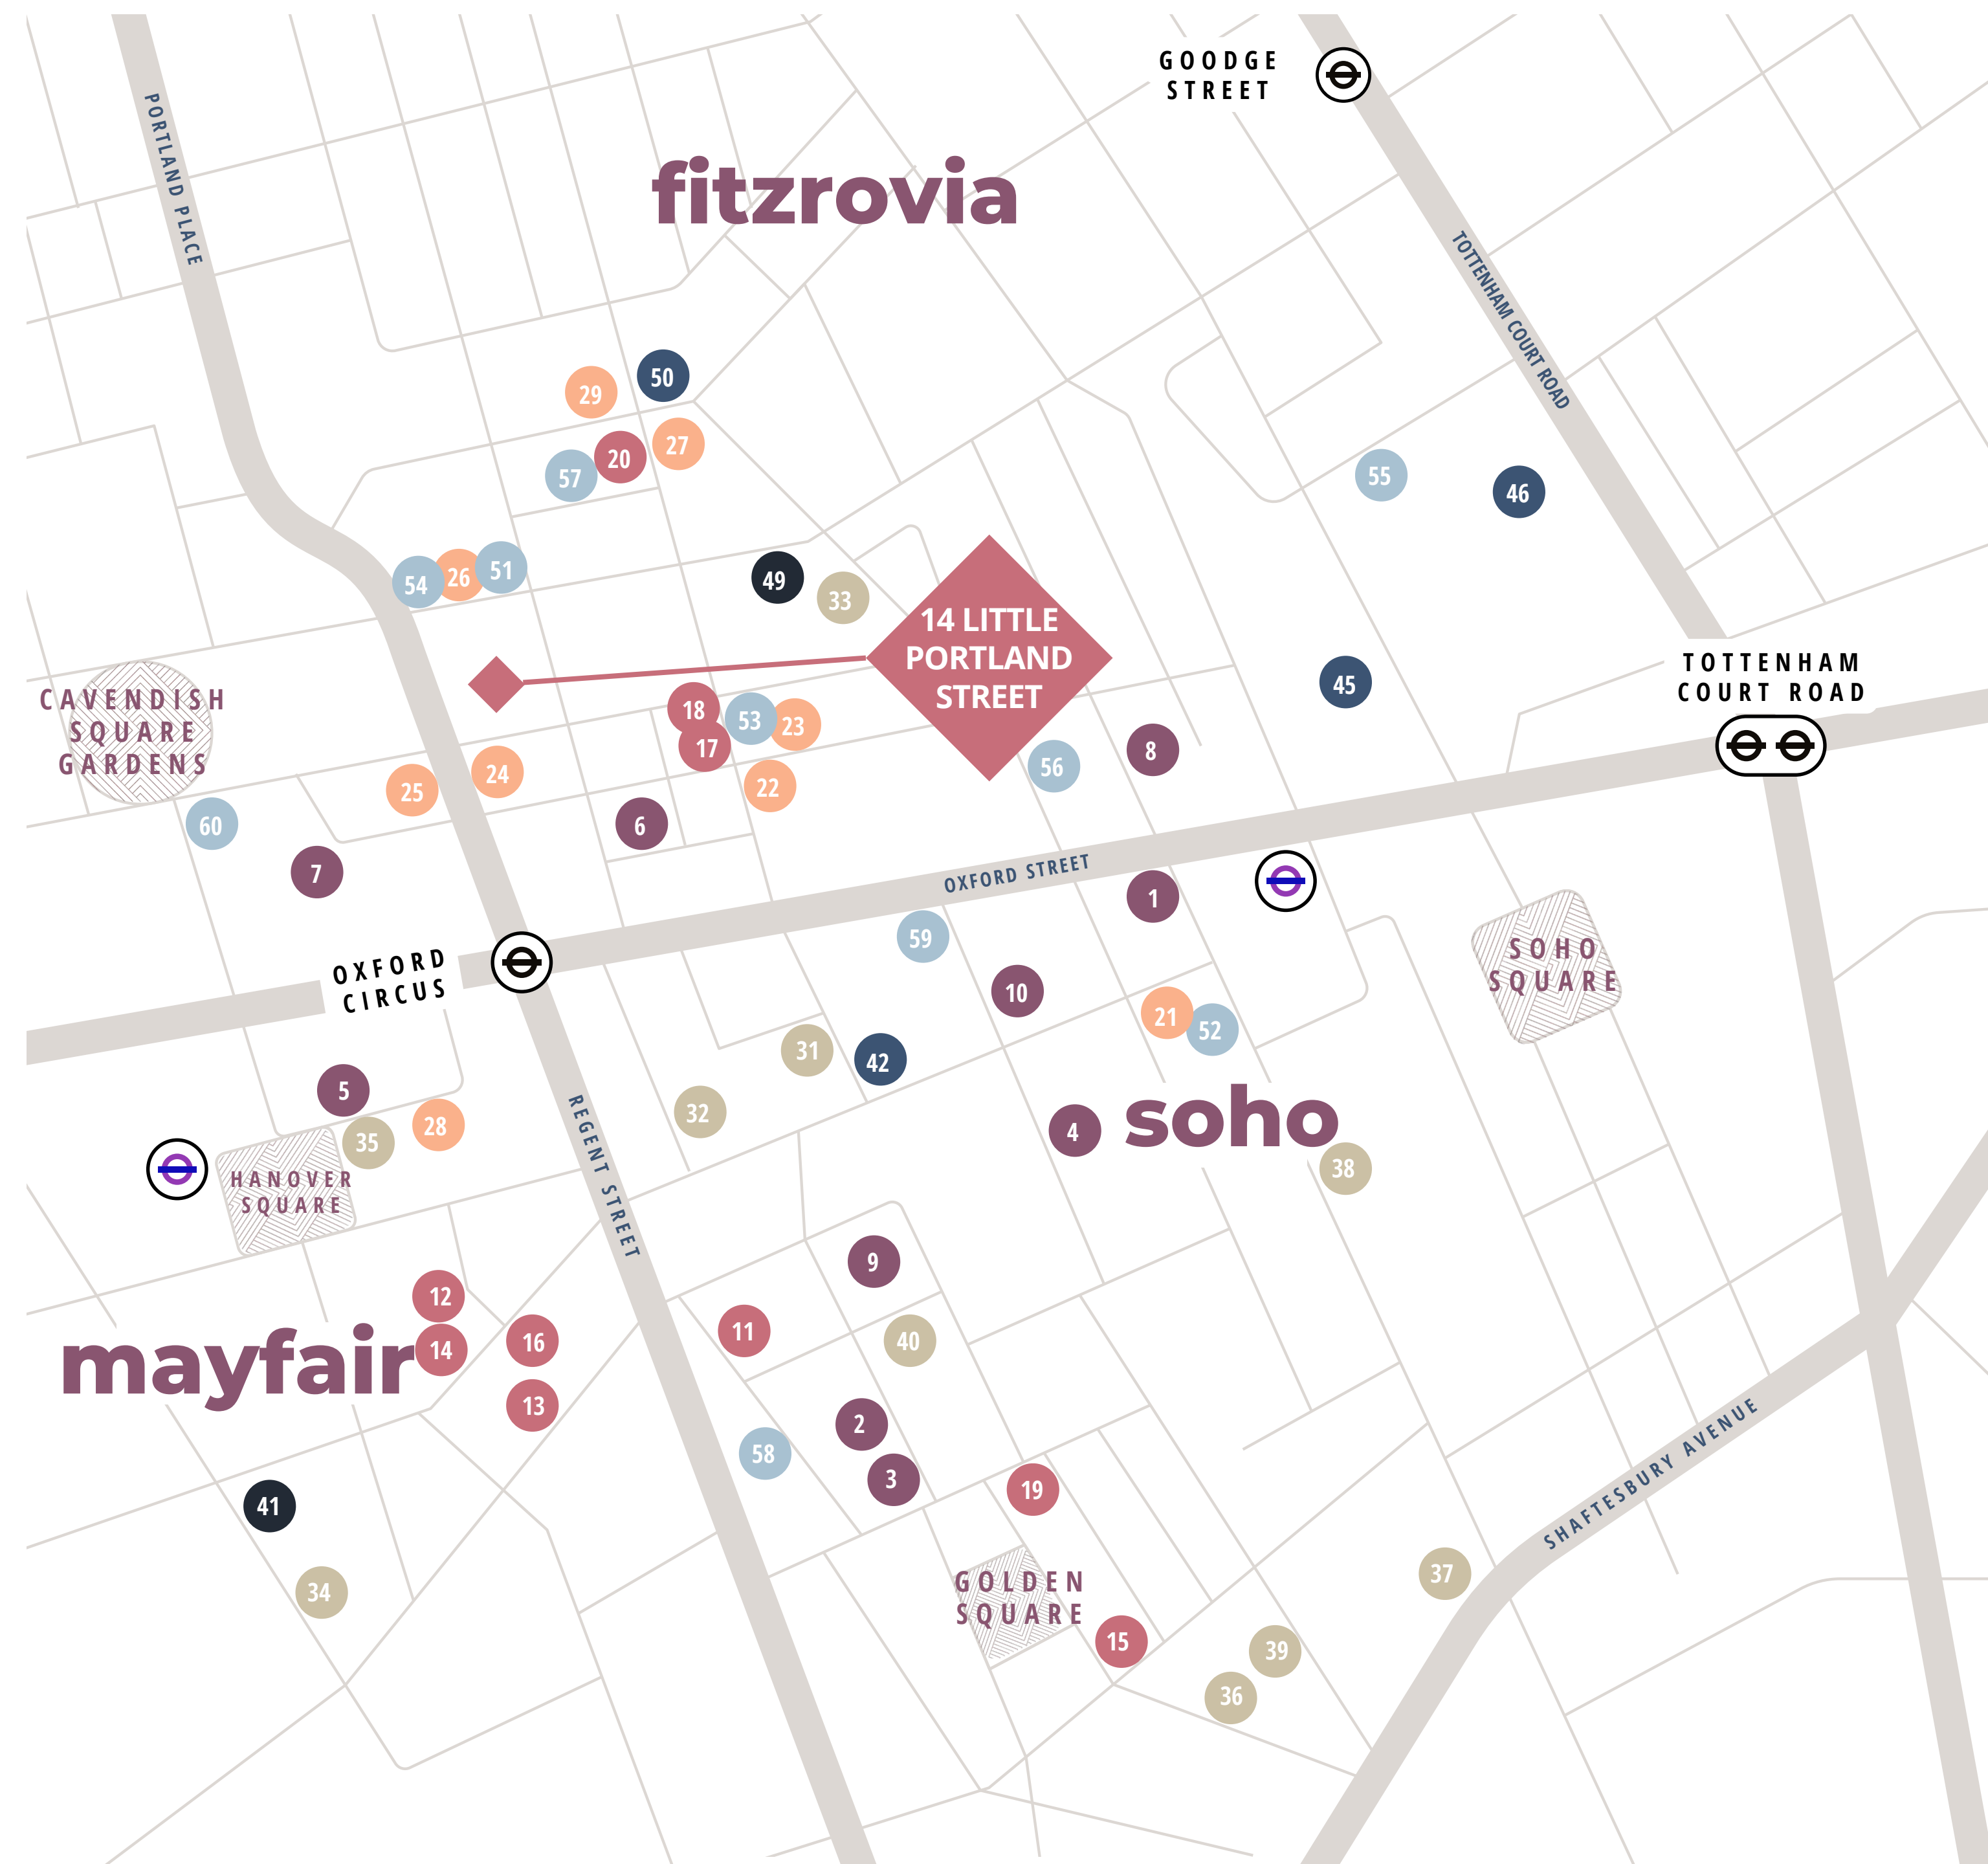 GOODGE
STREET
PORTLAND PLACE
fitzrovia
TOTTENHAM COURT ROAD
50
29
27
20
57
55
46
51
26
54
49
33
14 LITTLE
PORTLAND
STREET
TOTTENHAM
COURT ROAD
45
CAVENDISH
SQUARE
GARDENS
18
53
23
17
8
56
24
25
22
60
6
7
OXFORD STREET
1
59
SOHO
SQUARE
OXFORD
CIRCUS
10
21
52
31
42
5
32
28
35
4
soho
38
HANOVER
SQUARE
REGENT STREET
9
12
11
16
40
14
mayfair
13
2
58
3
19
41
SHAFTESBURY AVENUE
37
34
GOLDEN
SQUARE
15
39
36